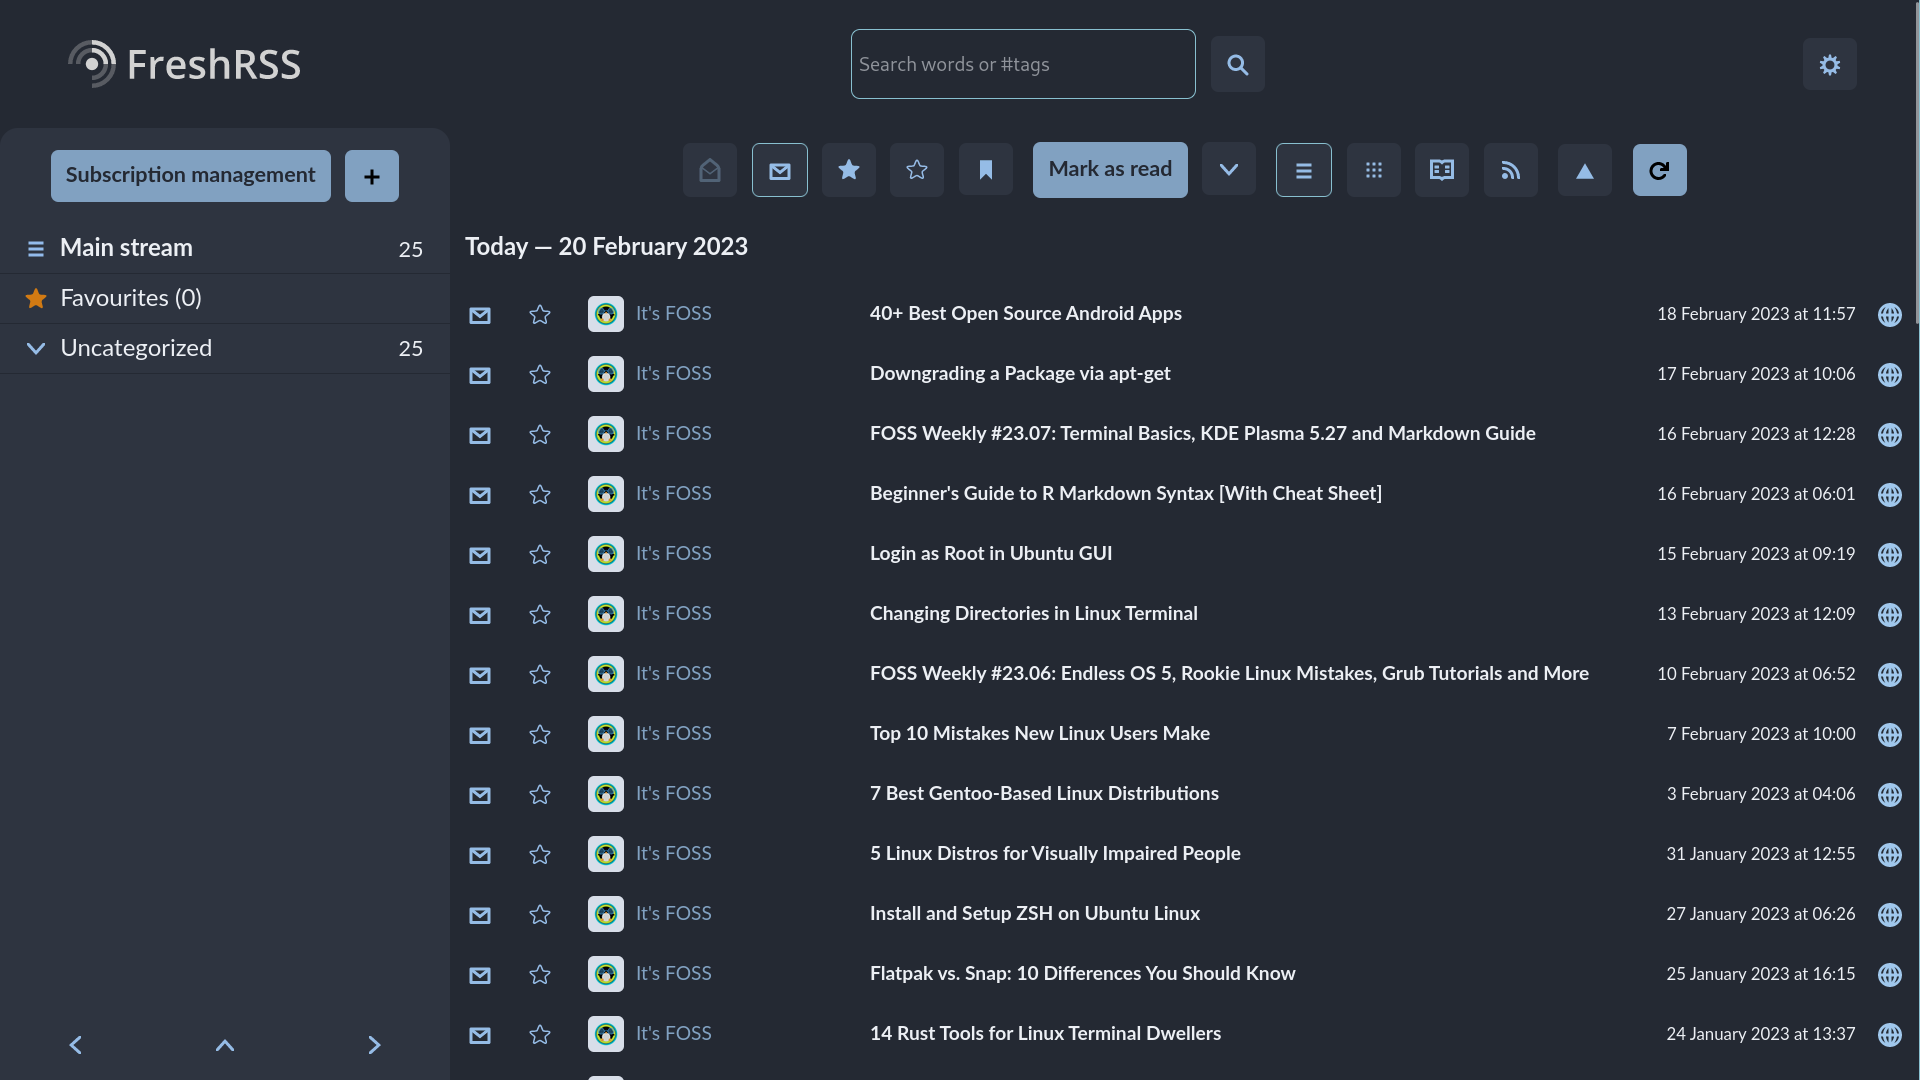 FreshRSS
Search words or #tags
Subscription management
Mark as read
Main stream 25
Favourites (0)
Uncategorized 25
Today — 20 February 2023
It's FOSS 40+ Best Open Source Android Apps 18 February 2023 at 11:57
It's FOSS Downgrading a Package via apt-get 17 February 2023 at 10:06
It's FOSS FOSS Weekly #23.07: Terminal Basics, KDE Plasma 5.27 and Markdown Guide 16 February 2023 at 12:28
It's FOSS Beginner's Guide to R Markdown Syntax [With Cheat Sheet] 16 February 2023 at 06:01
It's FOSS Login as Root in Ubuntu GUI 15 February 2023 at 09:19
It's FOSS Changing Directories in Linux Terminal 13 February 2023 at 12:09
It's FOSS FOSS Weekly #23.06: Endless OS 5, Rookie Linux Mistakes, Grub Tutorials and More 10 February 2023 at 06:52
It's FOSS Top 10 Mistakes New Linux Users Make 7 February 2023 at 10:00
It's FOSS 7 Best Gentoo-Based Linux Distributions 3 February 2023 at 04:06
It's FOSS 5 Linux Distros for Visually Impaired People 31 January 2023 at 12:55
It's FOSS Install and Setup ZSH on Ubuntu Linux 27 January 2023 at 06:26
It's FOSS Flatpak vs. Snap: 10 Differences You Should Know 25 January 2023 at 16:15
It's FOSS 14 Rust Tools for Linux Terminal Dwellers 24 January 2023 at 13:37